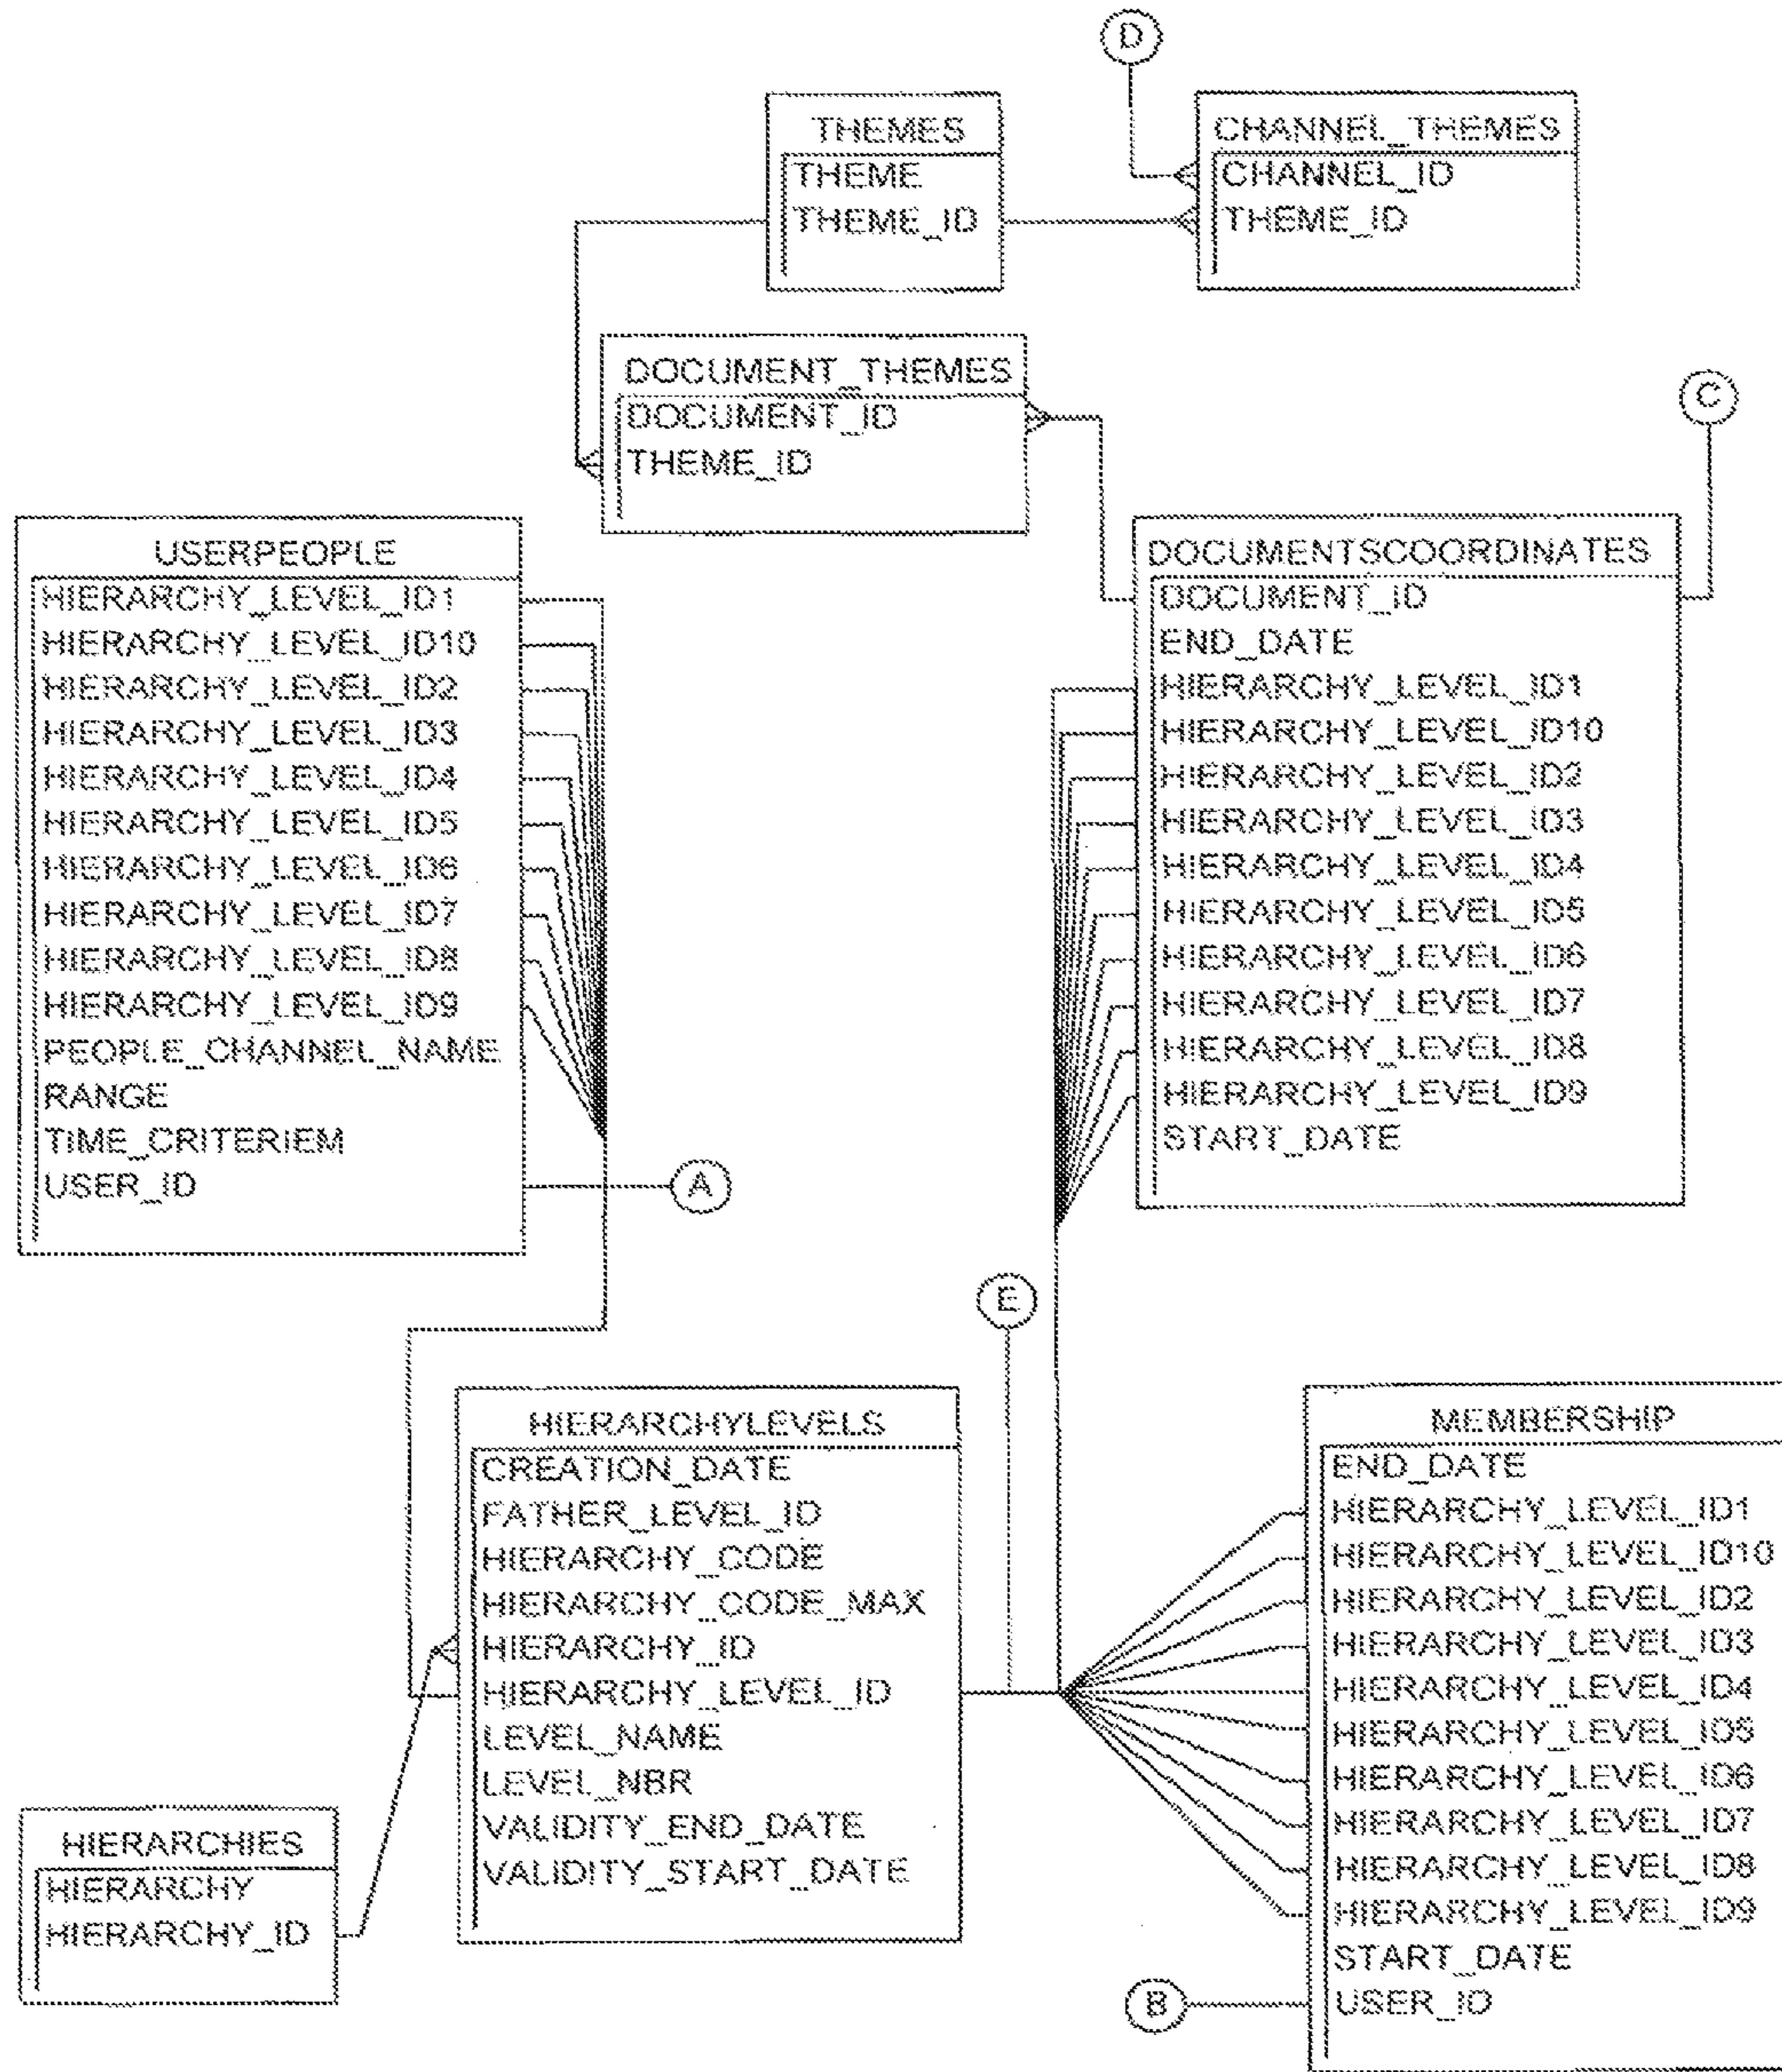 D
THEMES
THEME
THEME_ID
CHANNEL_THEMES
CHANNEL_ID
THEME_ID
DOCUMENT_THEMES
DOCUMENT_ID
THEME_ID
C
USERPEOPLE
HIERARCHY_LEVEL_ID1
HIERARCHY_LEVEL_ID10
HIERARCHY_LEVEL_ID2
HIERARCHY_LEVEL_ID3
HIERARCHY_LEVEL_ID4
HIERARCHY_LEVEL_ID5
HIERARCHY_LEVEL_ID6
HIERARCHY_LEVEL_ID7
HIERARCHY_LEVEL_ID8
HIERARCHY_LEVEL_ID9
PEOPLE_CHANNEL_NAME
RANGE
TIME_CRITERIEM
USER_ID
A
DOCUMENTSCOORDINATES
DOCUMENT_ID
END_DATE
HIERARCHY_LEVEL_ID1
HIERARCHY_LEVEL_ID10
HIERARCHY_LEVEL_ID2
HIERARCHY_LEVEL_ID3
HIERARCHY_LEVEL_ID4
HIERARCHY_LEVEL_ID5
HIERARCHY_LEVEL_ID6
HIERARCHY_LEVEL_ID7
HIERARCHY_LEVEL_ID8
HIERARCHY_LEVEL_ID9
START_DATE
E
HIERARCHYLEVELS
CREATION_DATE
FATHER_LEVEL_ID
HIERARCHY_CODE
HIERARCHY_CODE_MAX
HIERARCHY_ID
HIERARCHY_LEVEL_ID
LEVEL_NAME
LEVEL_NBR
VALIDITY_END_DATE
VALIDITY_START_DATE
HIERARCHIES
HIERARCHY
HIERARCHY_ID
MEMBERSHIP
END_DATE
HIERARCHY_LEVEL_ID1
HIERARCHY_LEVEL_ID10
HIERARCHY_LEVEL_ID2
HIERARCHY_LEVEL_ID3
HIERARCHY_LEVEL_ID4
HIERARCHY_LEVEL_ID5
HIERARCHY_LEVEL_ID6
HIERARCHY_LEVEL_ID7
HIERARCHY_LEVEL_ID8
HIERARCHY_LEVEL_ID9
START_DATE
USER_ID
B